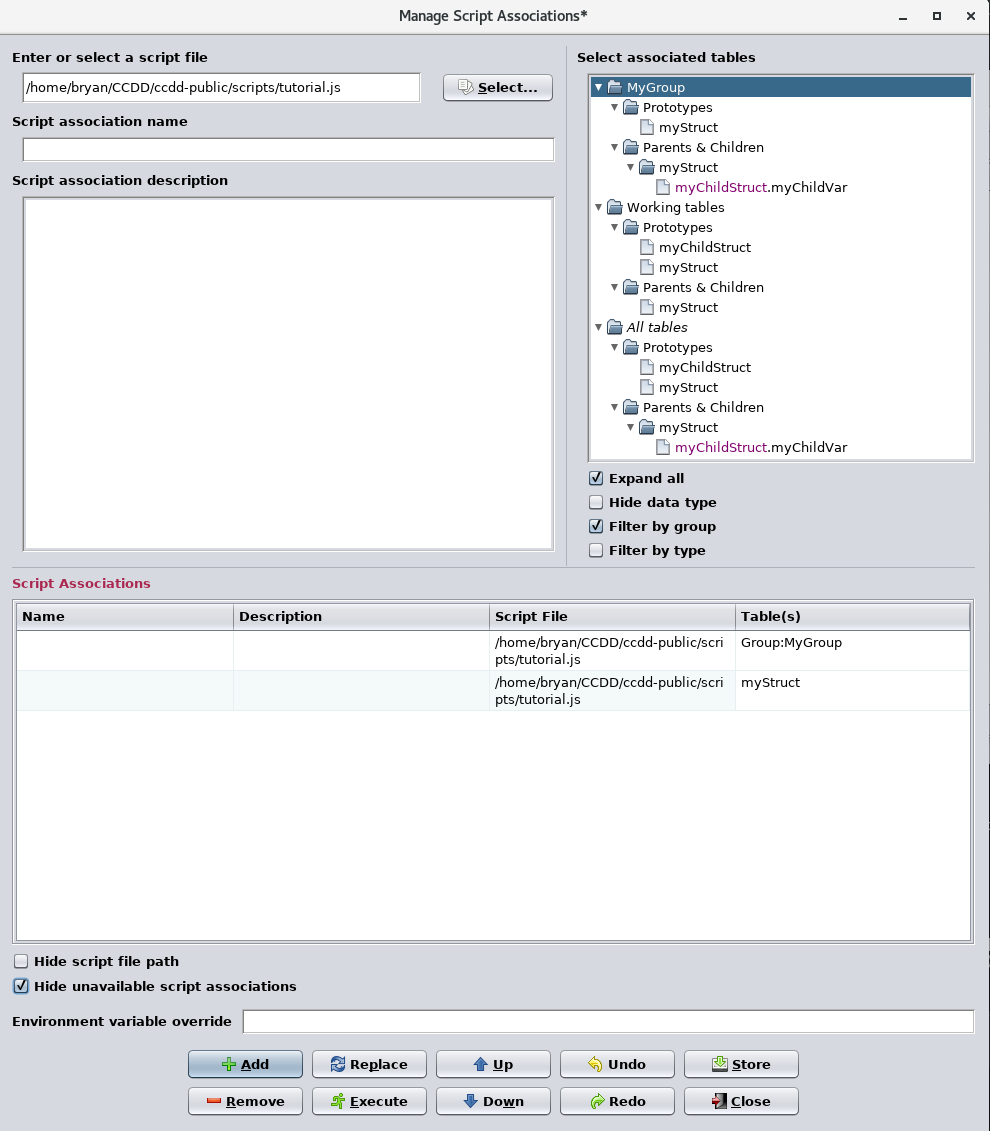 Manage Script Associations*
Enter or select a script file
/home/bryan/CCDD/ccdd-public/scripts/tutorial.js
Select...
Script association name
Script association description
Select associated tables
MyGroup
Prototypes
myStruct
Parents & Children
myStruct
myChildStruct.myChildVar
Working tables
Prototypes
myChildStruct
myStruct
Parents & Children
myStruct
All tables
Prototypes
myChildStruct
myStruct
Parents & Children
myStruct
myChildStruct.myChildVar
Expand all
Hide data type
Filter by group
Filter by type
Script Associations
Name Description Script File Table(s)
/home/bryan/CCDD/ccdd-public/scri Group:MyGroup
pts/tutorial.js
/home/bryan/CCDD/ccdd-public/scri myStruct
pts/tutorial.js
Hide script file path
Hide unavailable script associations
Environment variable override
Add Replace Up Undo Store
Remove Execute Down Redo Close